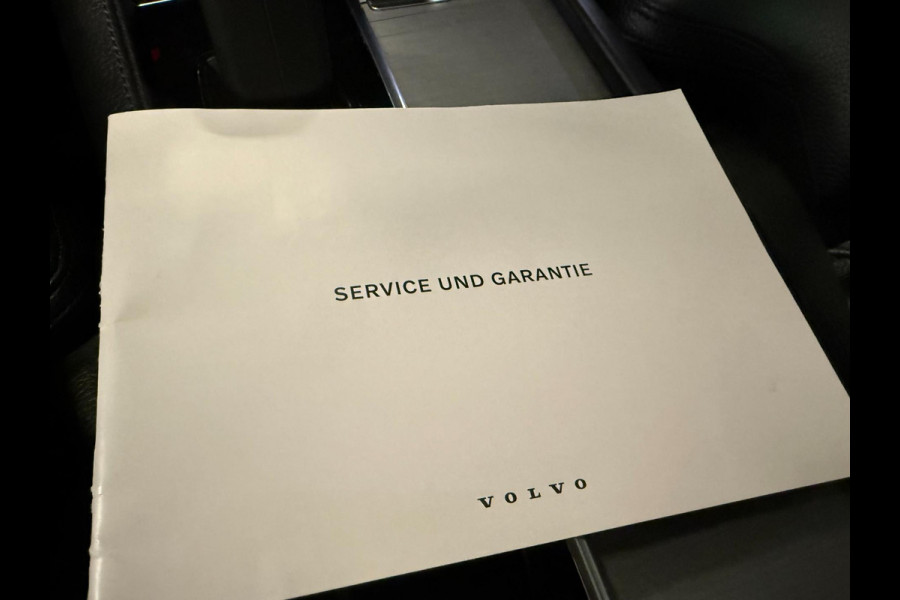 SERVICE UND GARANTIE
VOLVO